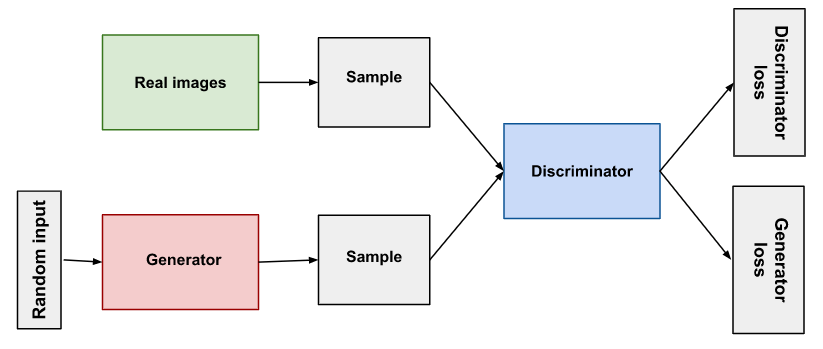 Real images
Sample
Discriminator
loss
Discriminator
Random input
Generator
Sample
Generator
loss